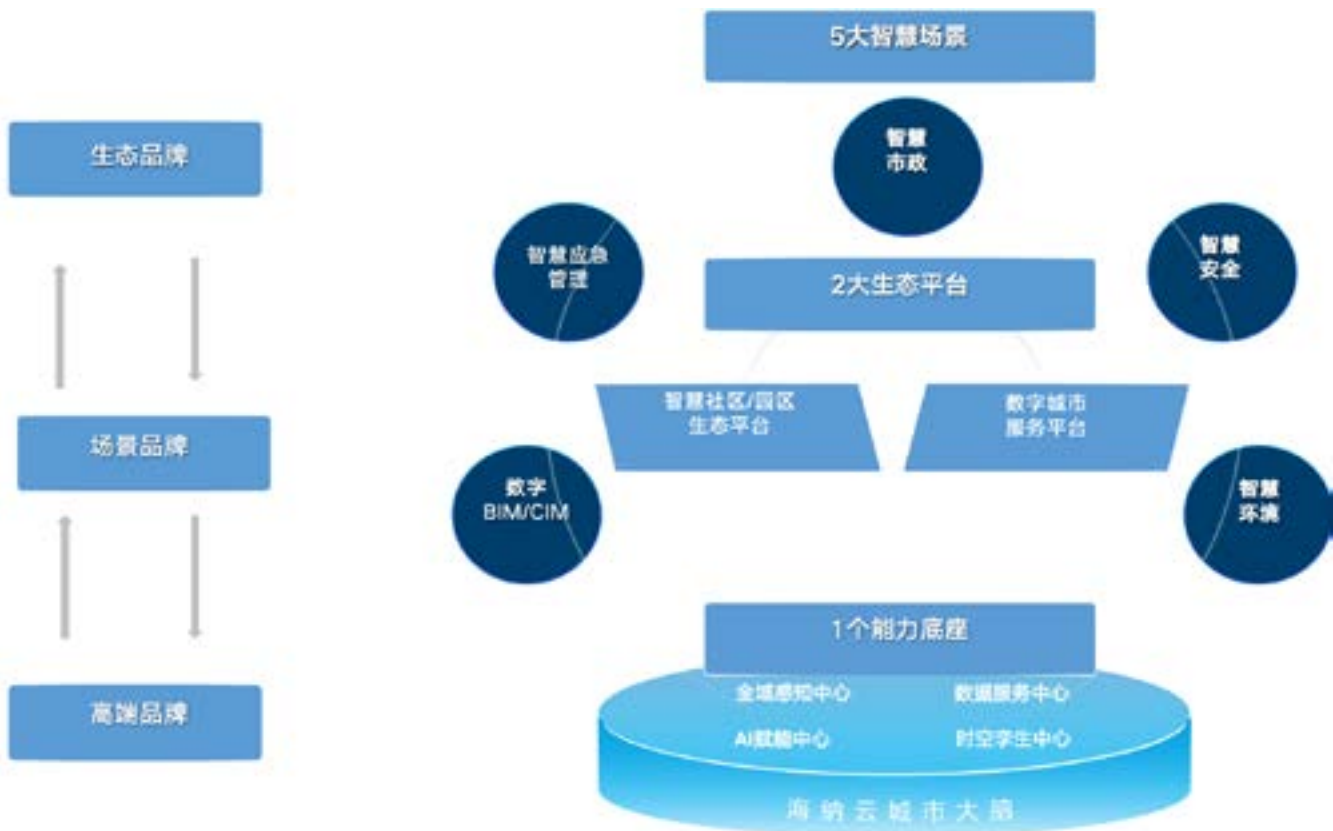 生态品牌
场景品牌
高端品牌
5大智慧场景
智慧
市政
智慧应急
管理
智慧
安全
2大生态平台
智慧社区/园区
生态平台
数字城市
服务平台
数字
BIM/CIM
智慧
环境
1个能力底座
全域感知中心
数据服务中心
AI赋能中心
时空孪生中心
海纳云城市大脑